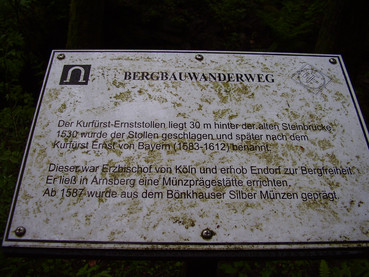 BERGBAUWANDERWEG
Der Kurfürst-Ernststollen liegt 30 m hinter der alten Steinbrücke.
1530 wurde der Stollen geschlagen und später nach dem
Kurfürst Ernst von Bayern (1583-1612) benannt.
Dieser war Erzbischof von Köln und erhob Endorf zur Bergfreiheit.
Er ließ in Arnsberg eine Münzprägestätte errichten.
Ab 1587 wurde aus dem Bönkhauser Silber Münzen geprägt.